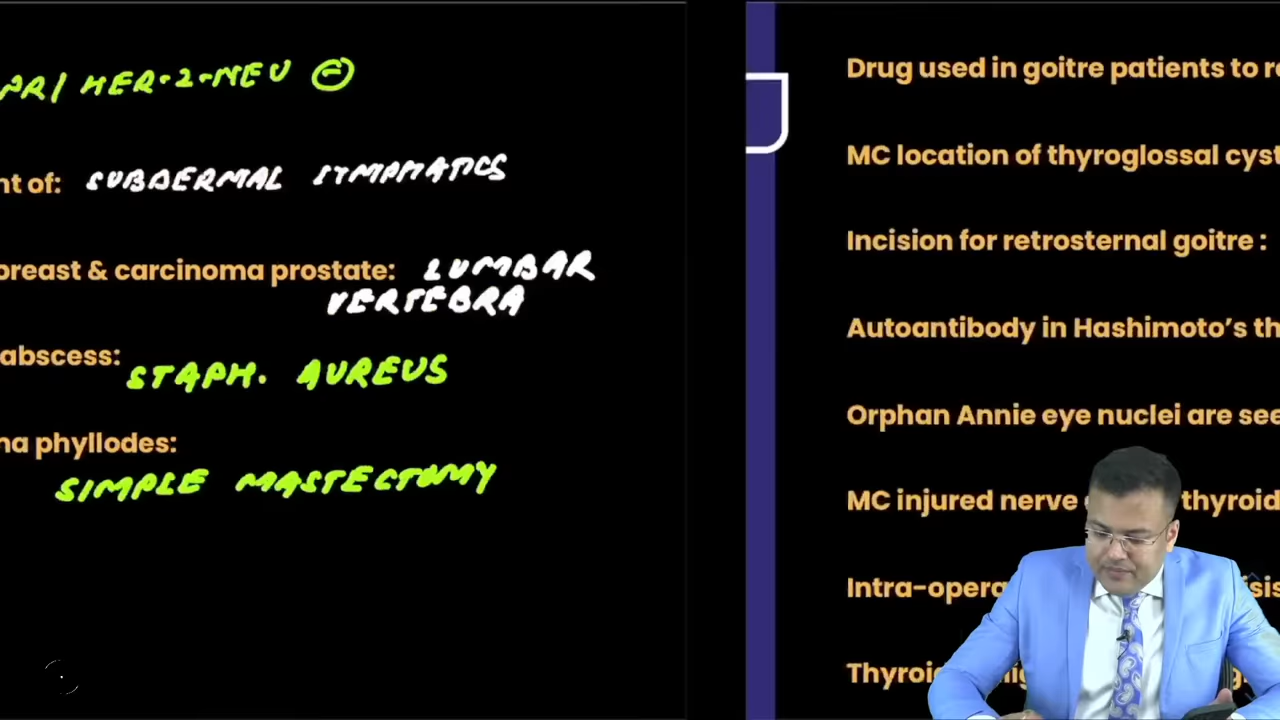 PR/ HER-2-NEU (-)
nt of: SUBDERMAL LYMPHATICS
breast & carcinoma prostate: LUMBAR
VERTEBRA
abscess:
STAPH. AUREUS
na phyllodes:
SIMPLE MASTECTOMY
Drug used in goitre patients to re
MC location of thyroglossal cyst
Incision for retrosternal goitre :
Autoantibody in Hashimoto's th
Orphan Annie eye nuclei are see
MC injured nerve thyroid
Intra-opera sis
Thyroid